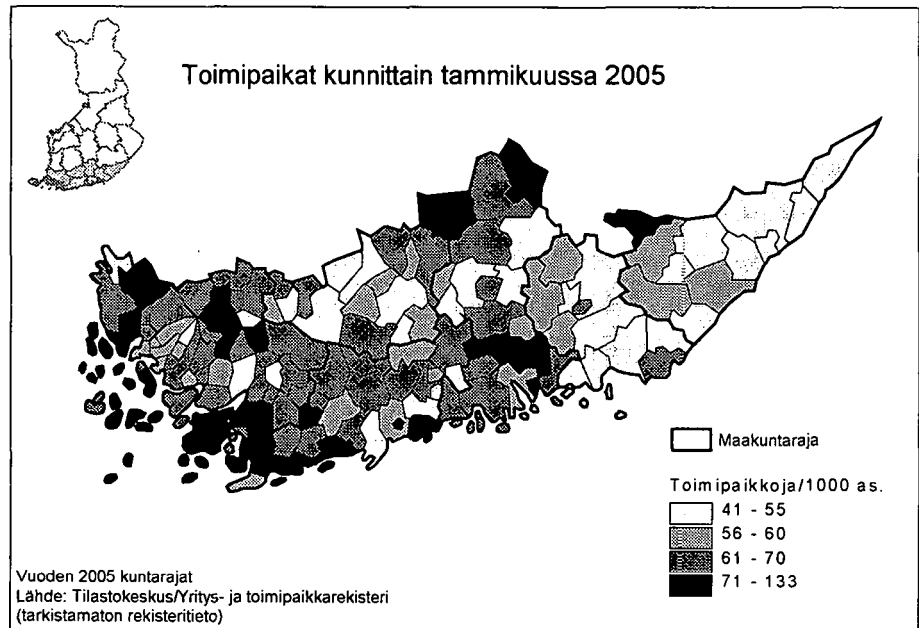 Toimipaikat kunnittain tammikuussa 2005
Maakuntaraja
Toimipaikkoja/1000 as.
41 - 55
56 - 60
61 - 70
71 - 133
Vuoden 2005 kuntarajat
Lähde: Tilastokeskus/Yritys- ja toimipaikkarekisteri
(tarkistamaton rekisteritieto)